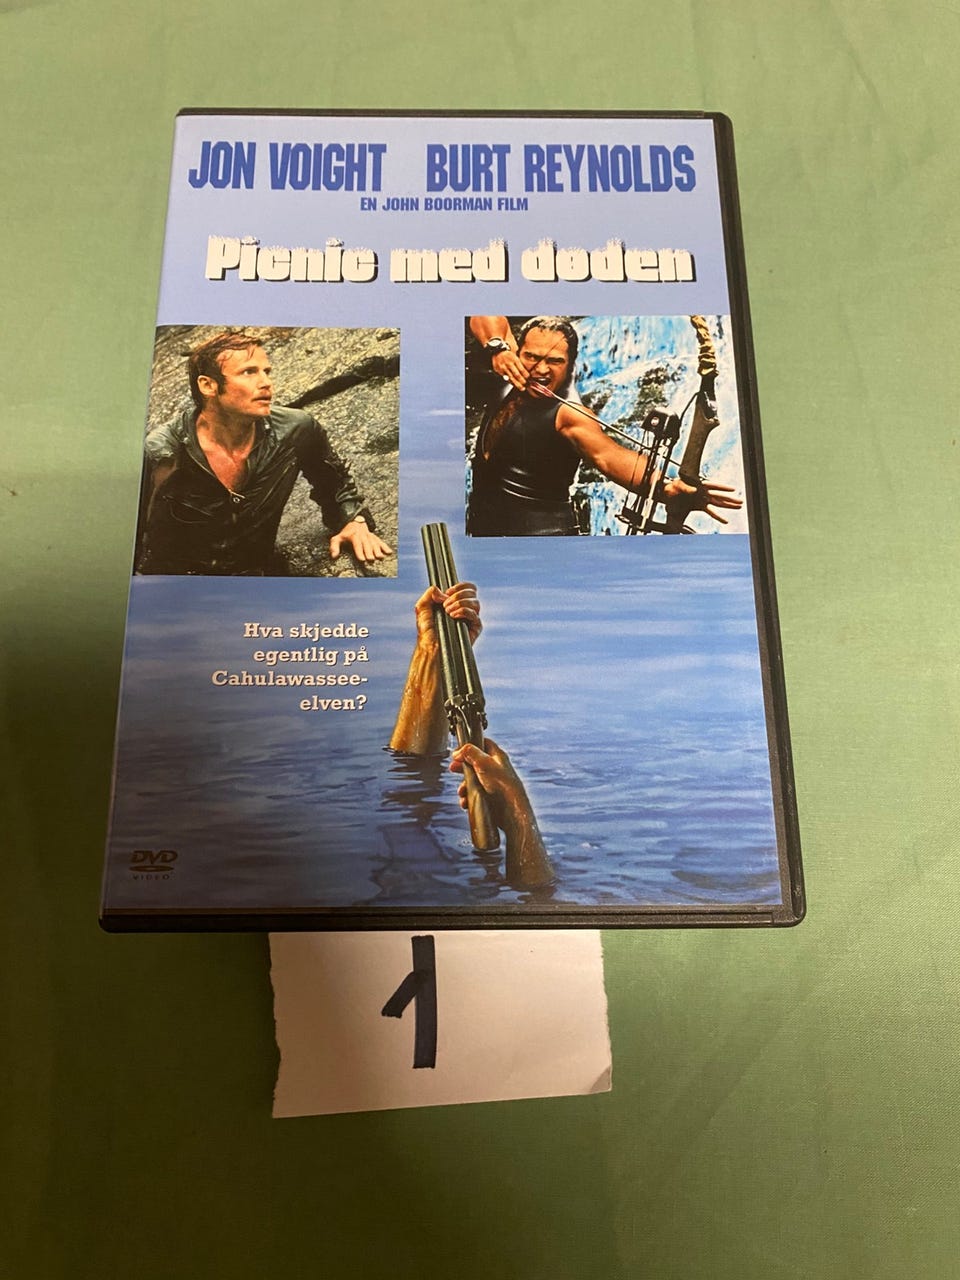 JON VOIGHT BURT REYNOLDS
EN JOHN BOORMAN FILM
Picnic med døden
Hva skjedde
egentlig på
Cahulawassee-
elven?
DVD
VIDEO
1